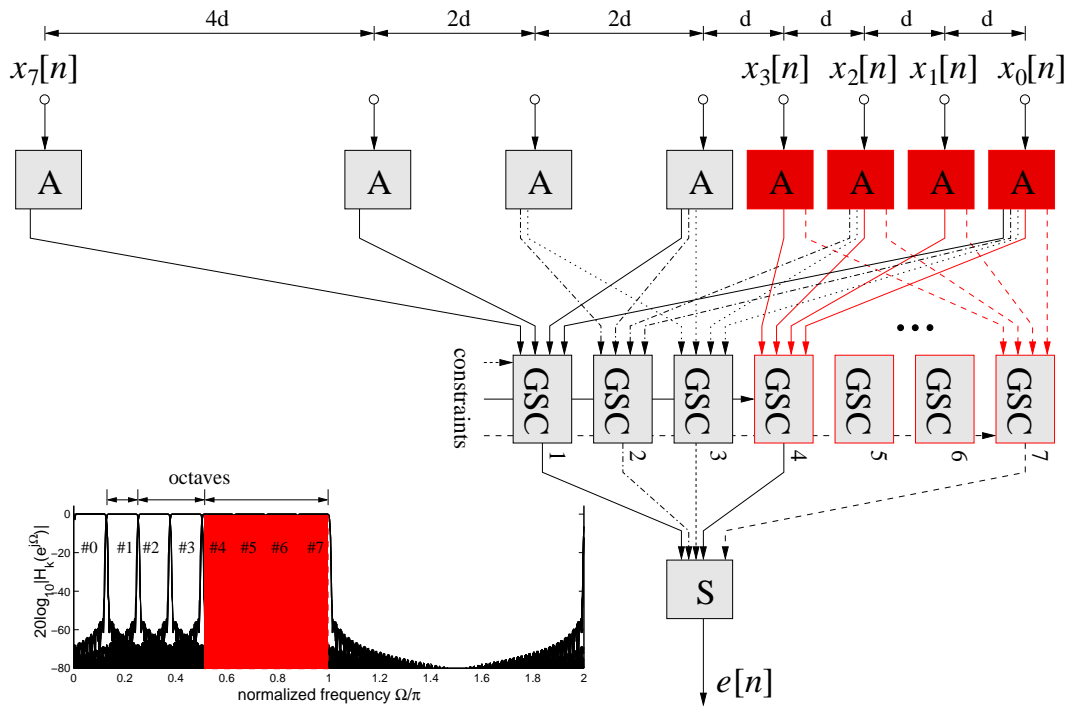 4d 2d 2d d d d d
x7[n] x3[n] x2[n] x1[n] x0[n]
A A A A A A A A
constraints
GSC GSC GSC GSC GSC GSC GSC
1 2 3 4 5 6 7
octaves
#0 #1 #2 #3 #4 #5 #6 #7
0
−20
−40
−60
−80
20log10|Hk(e^jΩ)|
0 0.2 0.4 0.6 0.8 1 1.2 1.4 1.6 1.8 2
normalized frequency Ω/π
S
e[n]